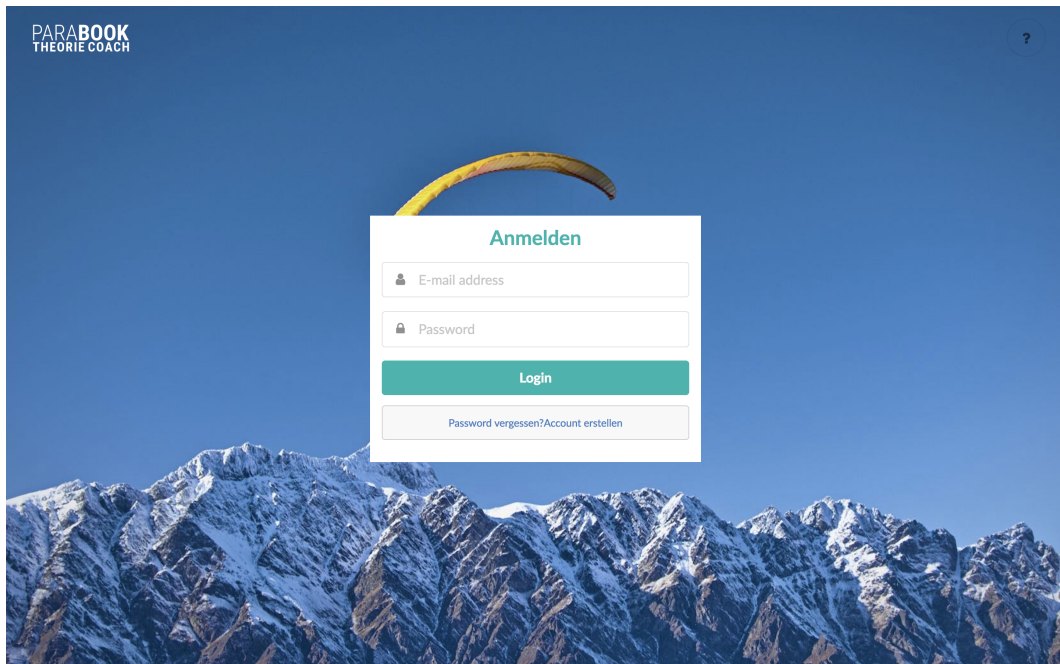 PARABOOK
THEORIE COACH
?
Anmelden
E-mail address
Password
Login
Password vergessen?Account erstellen